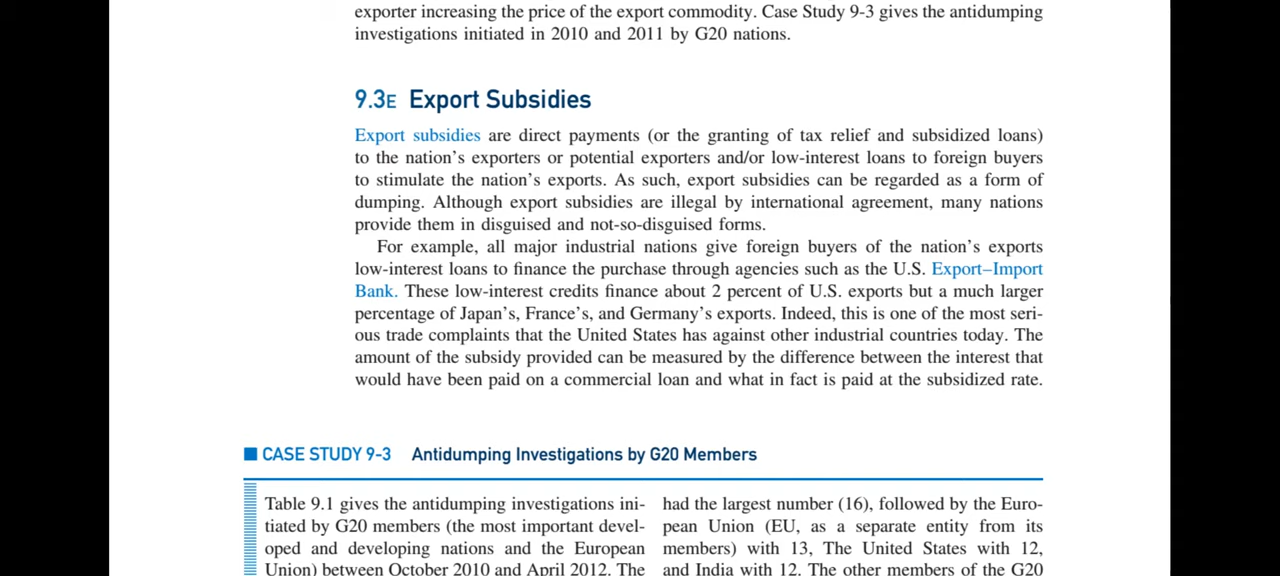 exporter increasing the price of the export commodity. Case Study 9-3 gives the antidumping
investigations initiated in 2010 and 2011 by G20 nations.
9.3E Export Subsidies
Export subsidies are direct payments (or the granting of tax relief and subsidized loans)
to the nation's exporters or potential exporters and/or low-interest loans to foreign buyers
to stimulate the nation's exports. As such, export subsidies can be regarded as a form of
dumping. Although export subsidies are illegal by international agreement, many nations
provide them in disguised and not-so-disguised forms.
For example, all major industrial nations give foreign buyers of the nation's exports
low-interest loans to finance the purchase through agencies such as the U.S. Export–Import
Bank. These low-interest credits finance about 2 percent of U.S. exports but a much larger
percentage of Japan's, France's, and Germany's exports. Indeed, this is one of the most seri-
ous trade complaints that the United States has against other industrial countries today. The
amount of the subsidy provided can be measured by the difference between the interest that
would have been paid on a commercial loan and what in fact is paid at the subsidized rate.
CASE STUDY 9-3 Antidumping Investigations by G20 Members
Table 9.1 gives the antidumping investigations ini-
tiated by G20 members (the most important devel-
oped and developing nations and the European
Union) between October 2010 and April 2012. The
had the largest number (16), followed by the Euro-
pean Union (EU, as a separate entity from its
members) with 13, The United States with 12,
and India with 12. The other members of the G20